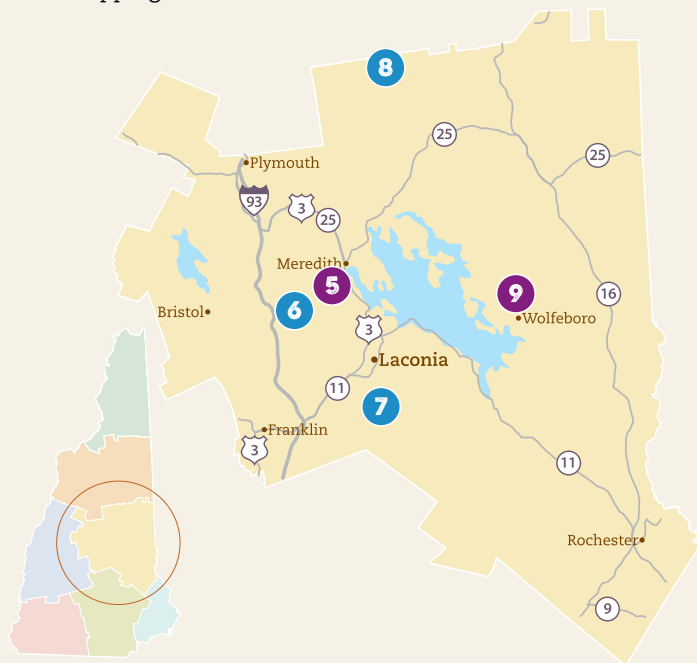 8
25
25
Plymouth
93
3
25
Meredith
5
6
9
16
Bristol
Wolfeboro
3
Laconia
11
7
Franklin
3
11
Rochester
9